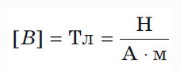 [B] = Тл = Н / (А · м)